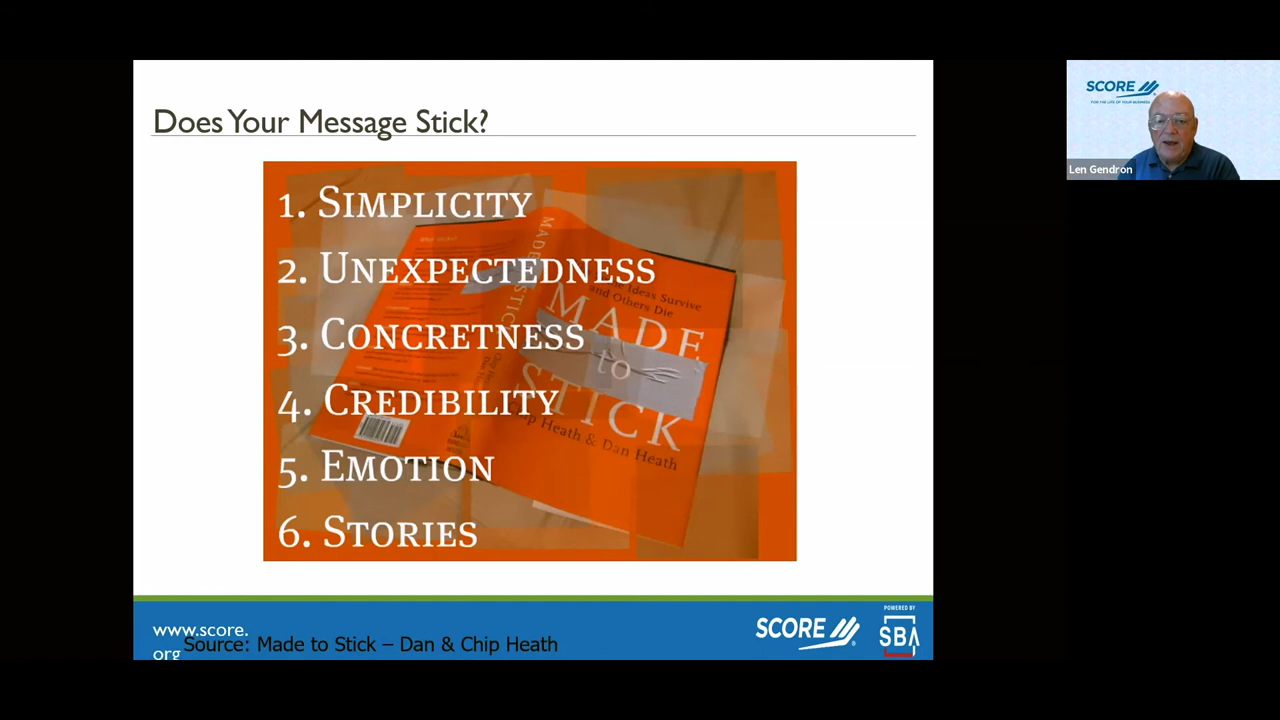 Does Your Message Stick?
1. SIMPLICITY
2. UNEXPECTEDNESS
3. CONCRETNESS
4. CREDIBILITY
5. EMOTION
6. STORIES
Ideas Survive
and Others Die
MADE
to
STICK
Chip Heath & Dan Heath
MADE
www.score.
org
Source: Made to Stick – Dan & Chip Heath
SCORE
POWERED BY
SBA
SCORE
FOR THE LIFE OF YOUR BUSINESS
Len Gendron